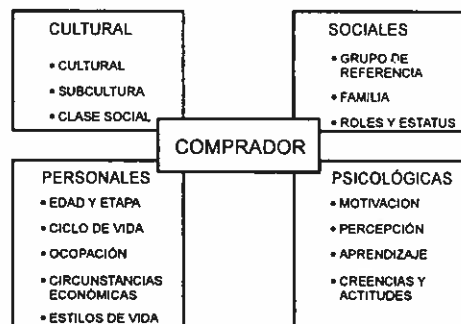 CULTURAL
• CULTURAL
• SUBCULTURA
• CLASE SOCIAL
SOCIALES
• GRUPO DE
REFERENCIA
• FAMILIA
• ROLES Y ESTATUS
COMPRADOR
PERSONALES
• EDAD Y ETAPA
• CICLO DE VIDA
• OCOPACIÓN
• CIRCUNSTANCIAS
ECONÓMICAS
• ESTILOS DE VIDA
PSICOLÓGICAS
• MOTIVACION
• PERCEPCIÓN
• APRENDIZAJE
• CREENCIAS Y
ACTITUDES